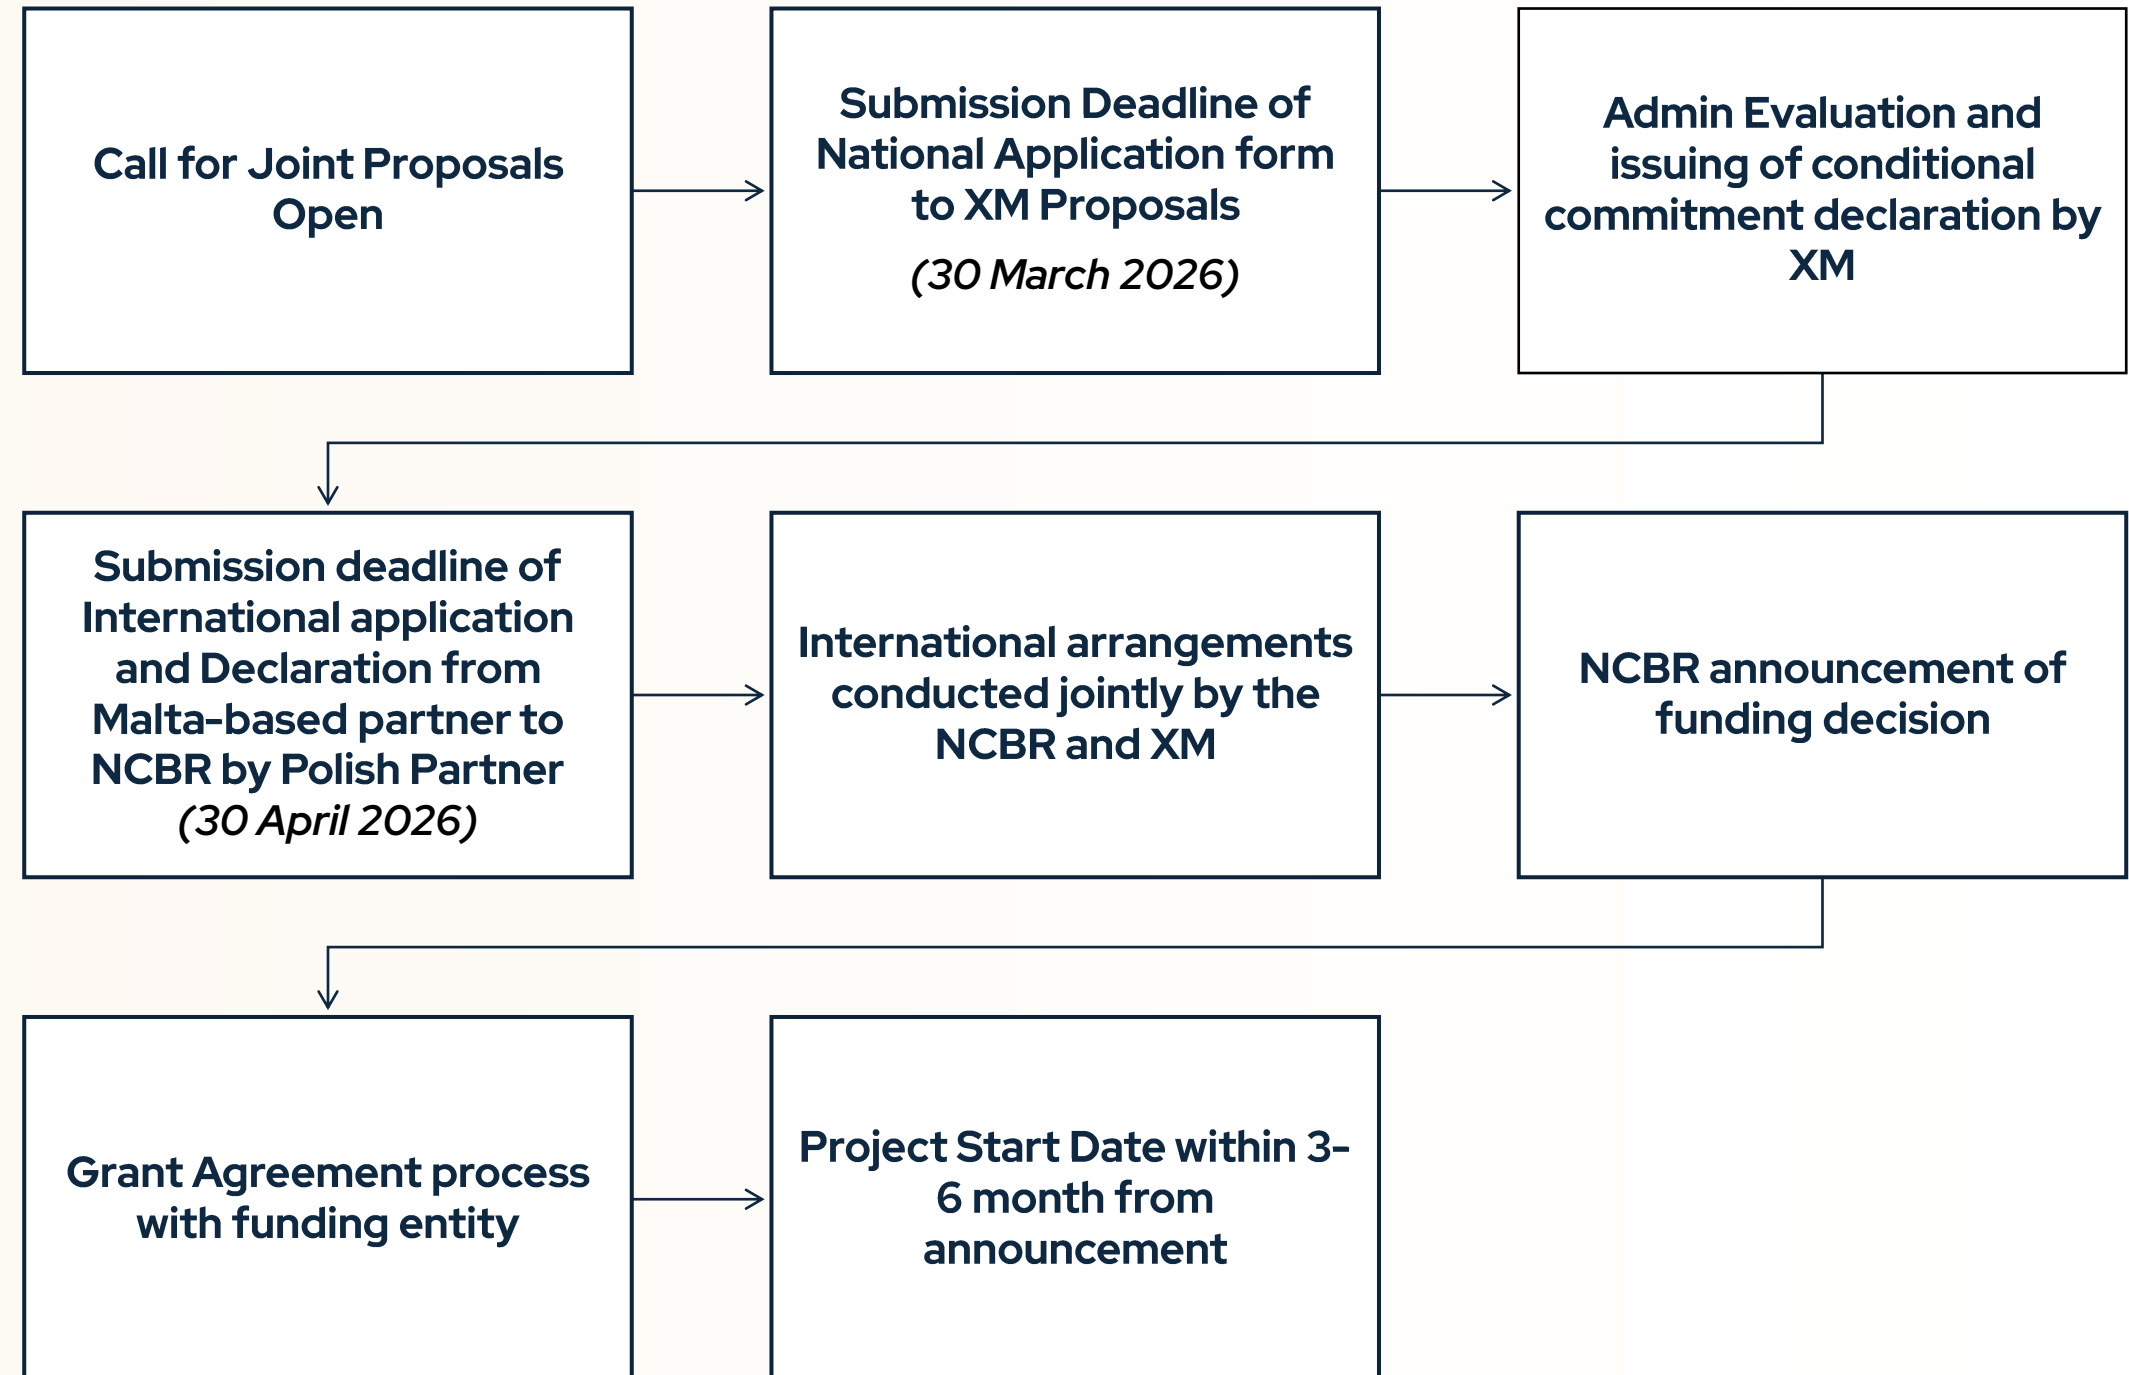 Call for Joint Proposals
Open
Submission Deadline of
National Application form
to XM Proposals
(30 March 2026)
Admin Evaluation and
issuing of conditional
commitment declaration by
XM
Submission deadline of
International application
and Declaration from
Malta-based partner to
NCBR by Polish Partner
(30 April 2026)
International arrangements
conducted jointly by the
NCBR and XM
NCBR announcement of
funding decision
Grant Agreement process
with funding entity
Project Start Date within 3-
6 month from
announcement